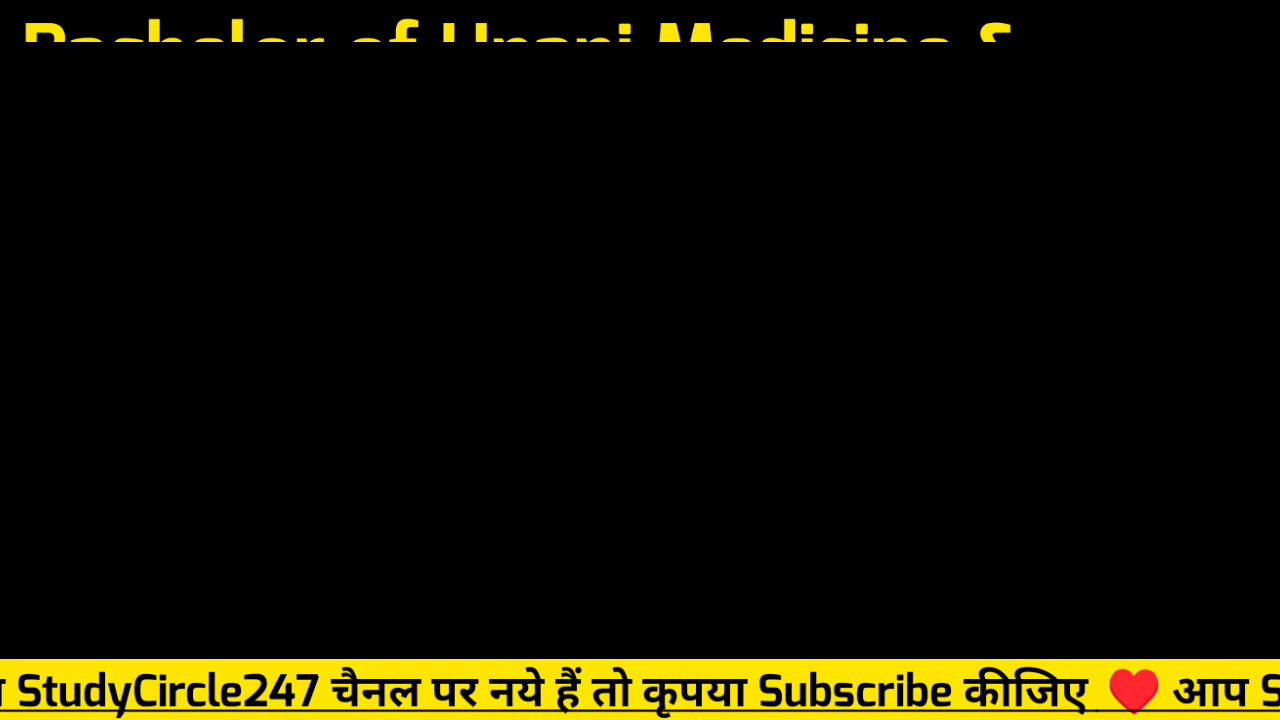 Bachelor of Unani Medicine &
StudyCircle247 चैनल पर नये हैं तो कृपया Subscribe कीजिए ❤️ आप